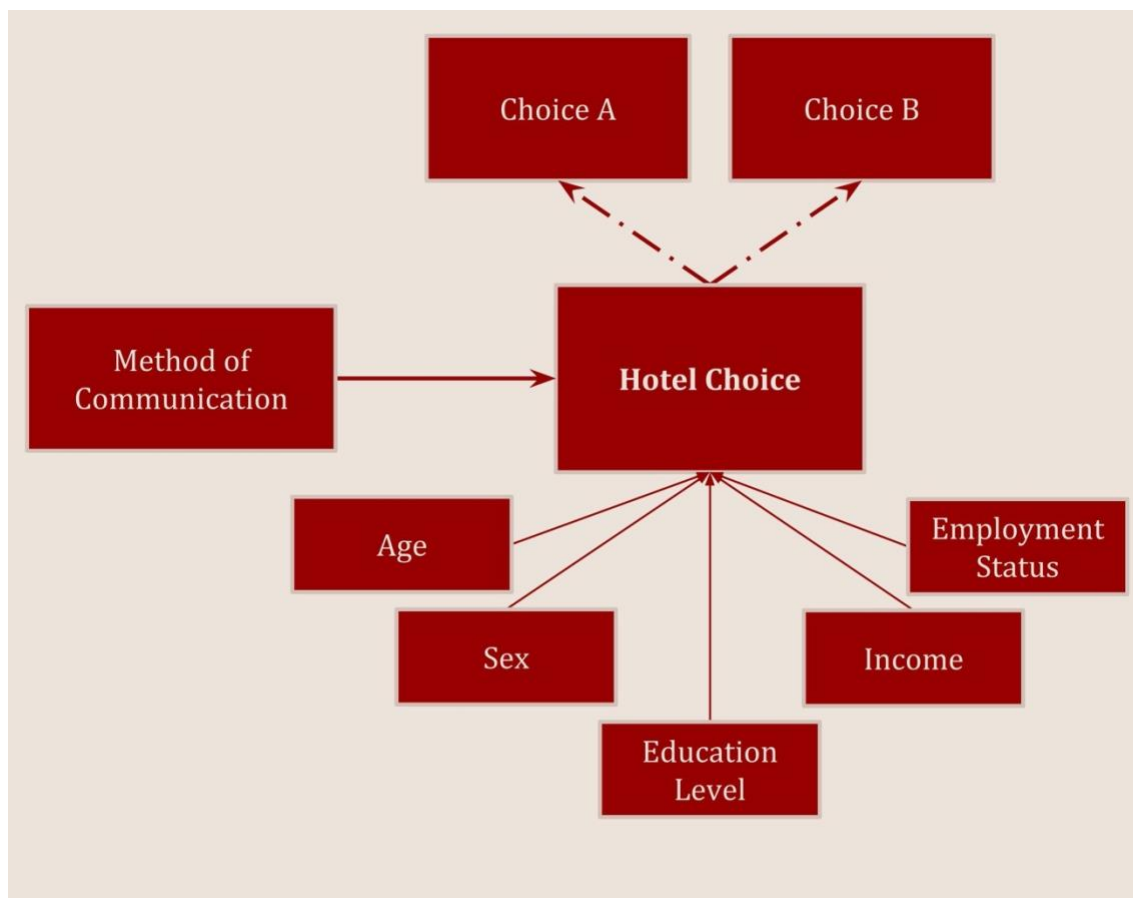 Choice A
Choice B
Method of
Communication
Hotel Choice
Age
Employment
Status
Sex
Income
Education
Level